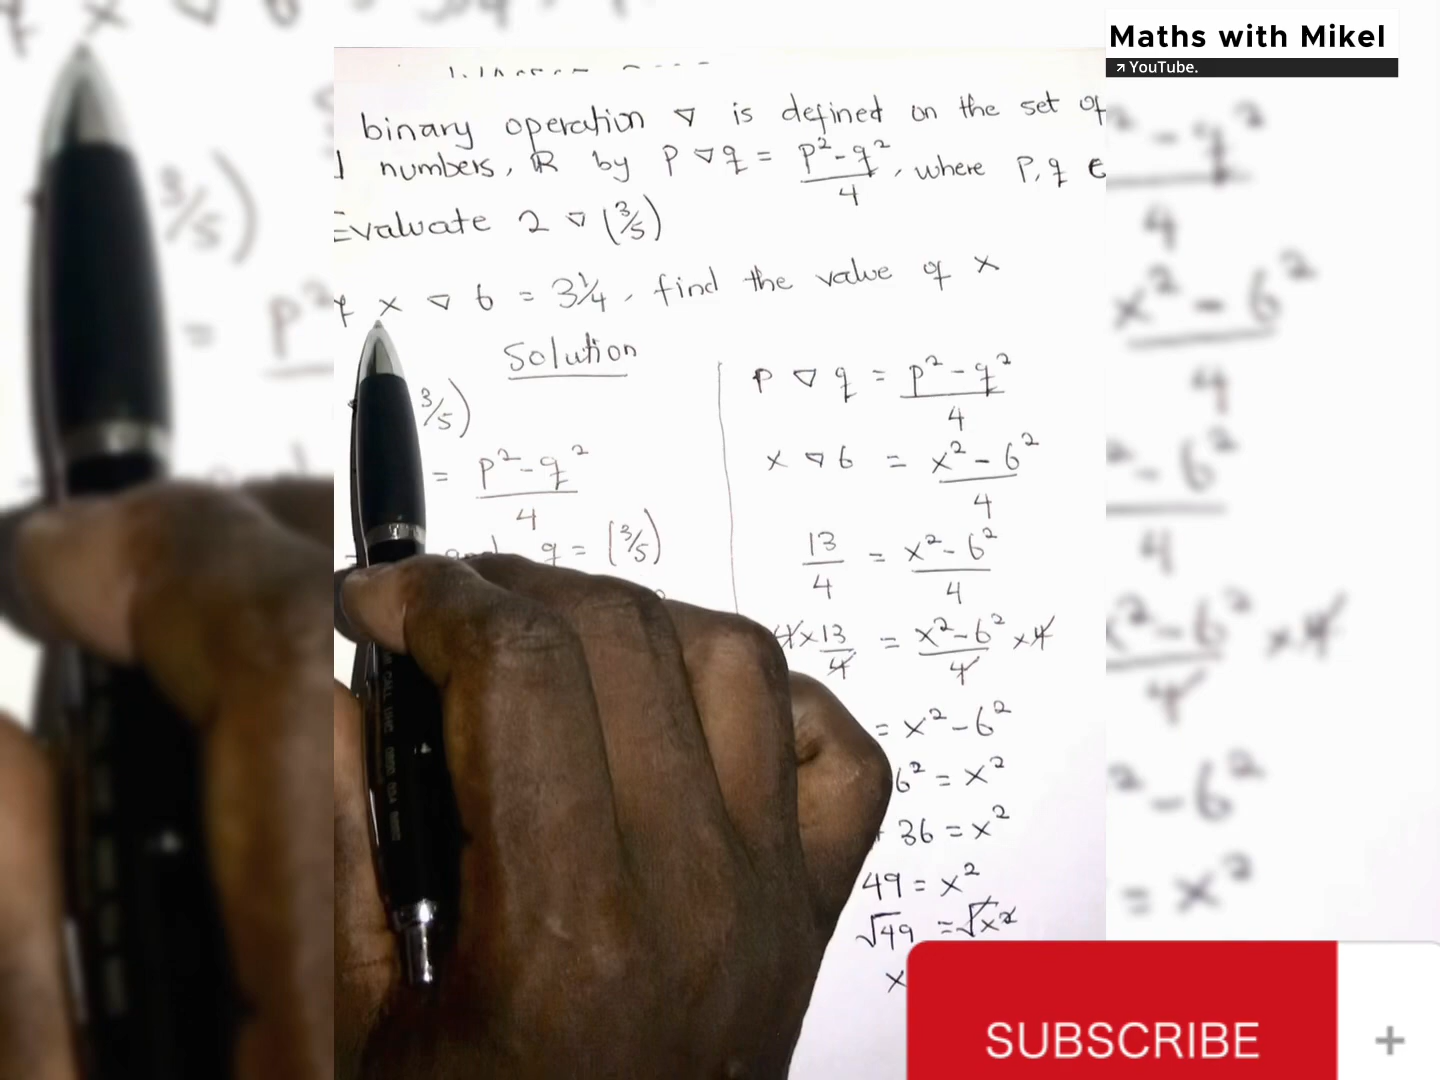 Maths with Mikel
YouTube.
binary operation ▽ is defined on the set of
numbers, ℝ by p ▽ q = p² - q² / 4, where p, q ∈
Evaluate 2 ▽ (3/5)
x ▽ 6 = 3 1/4, find the value of x
Solution
3/5)
= p² - q² / 4
q = (3/5)
p ▽ q = p² - q² / 4
x ▽ 6 = x² - 6² / 4
13/4 = x² - 6² / 4
4 × 13/4 = x² - 6² / 4 × 4
= x² - 6²
6² = x²
36 = x²
49 = x²
√49 = √x²
x
SUBSCRIBE +